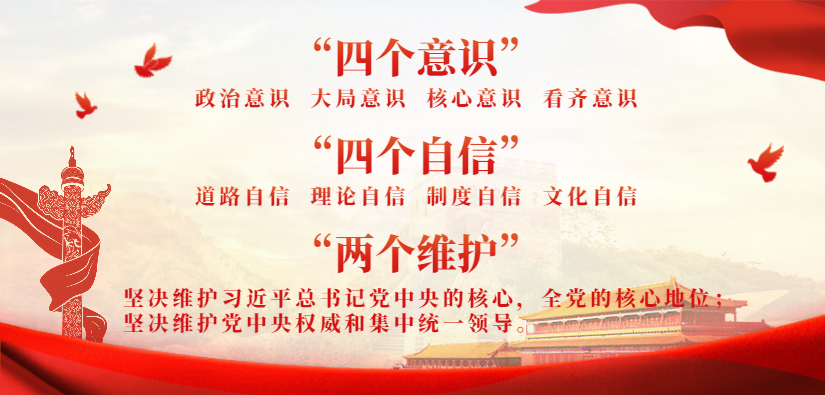 “四个意识”
政治意识 大局意识 核心意识 看齐意识
“四个自信”
道路自信 理论自信 制度自信 文化自信
“两个维护”
坚决维护习近平总书记党中央的核心，全党的核心地位；
坚决维护党中央权威和集中统一领导。